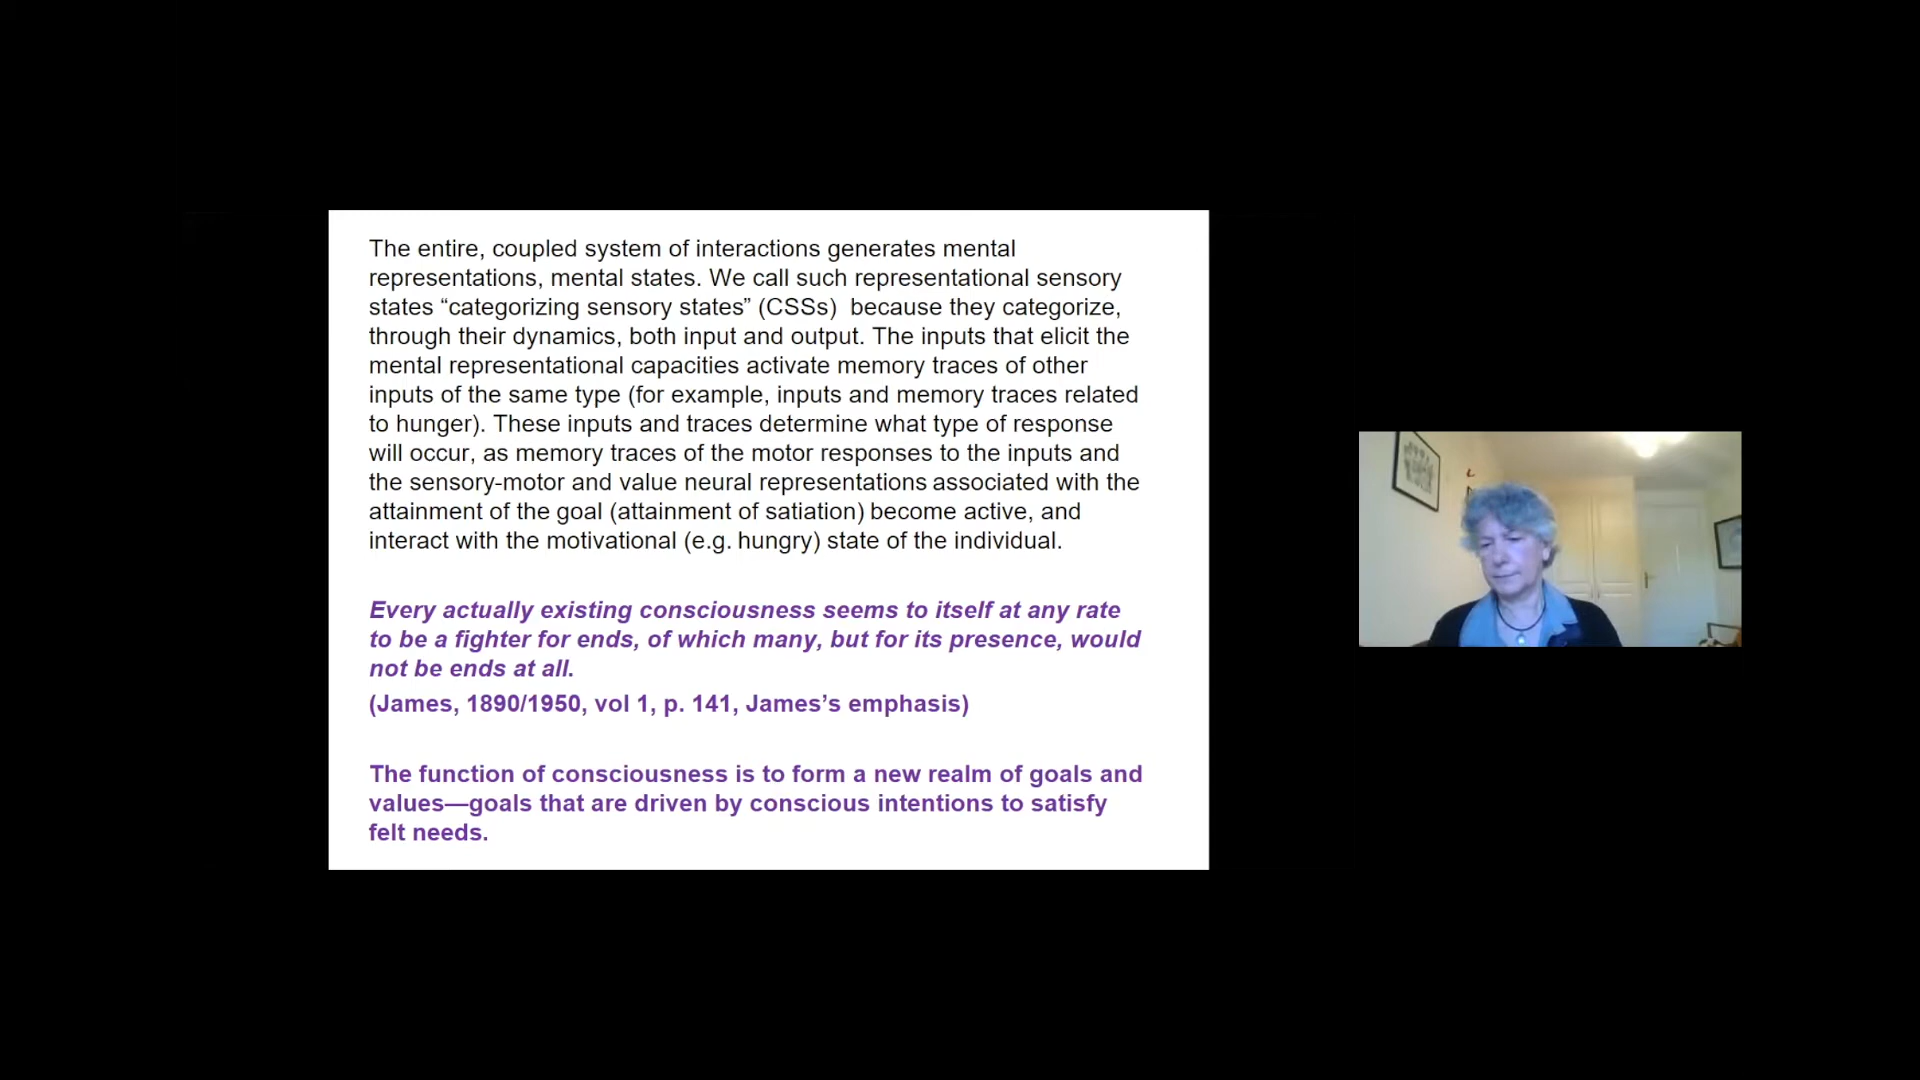 The entire, coupled system of interactions generates mental
representations, mental states. We call such representational sensory
states “categorizing sensory states” (CSSs)  because they categorize,
through their dynamics, both input and output. The inputs that elicit the
mental representational capacities activate memory traces of other
inputs of the same type (for example, inputs and memory traces related
to hunger). These inputs and traces determine what type of response
will occur, as memory traces of the motor responses to the inputs and
the sensory-motor and value neural representations associated with the
attainment of the goal (attainment of satiation) become active, and
interact with the motivational (e.g. hungry) state of the individual.
Every actually existing consciousness seems to itself at any rate
to be a fighter for ends, of which many, but for its presence, would
not be ends at all.
(James, 1890/1950, vol 1, p. 141, James’s emphasis)
The function of consciousness is to form a new realm of goals and
values—goals that are driven by conscious intentions to satisfy
felt needs.